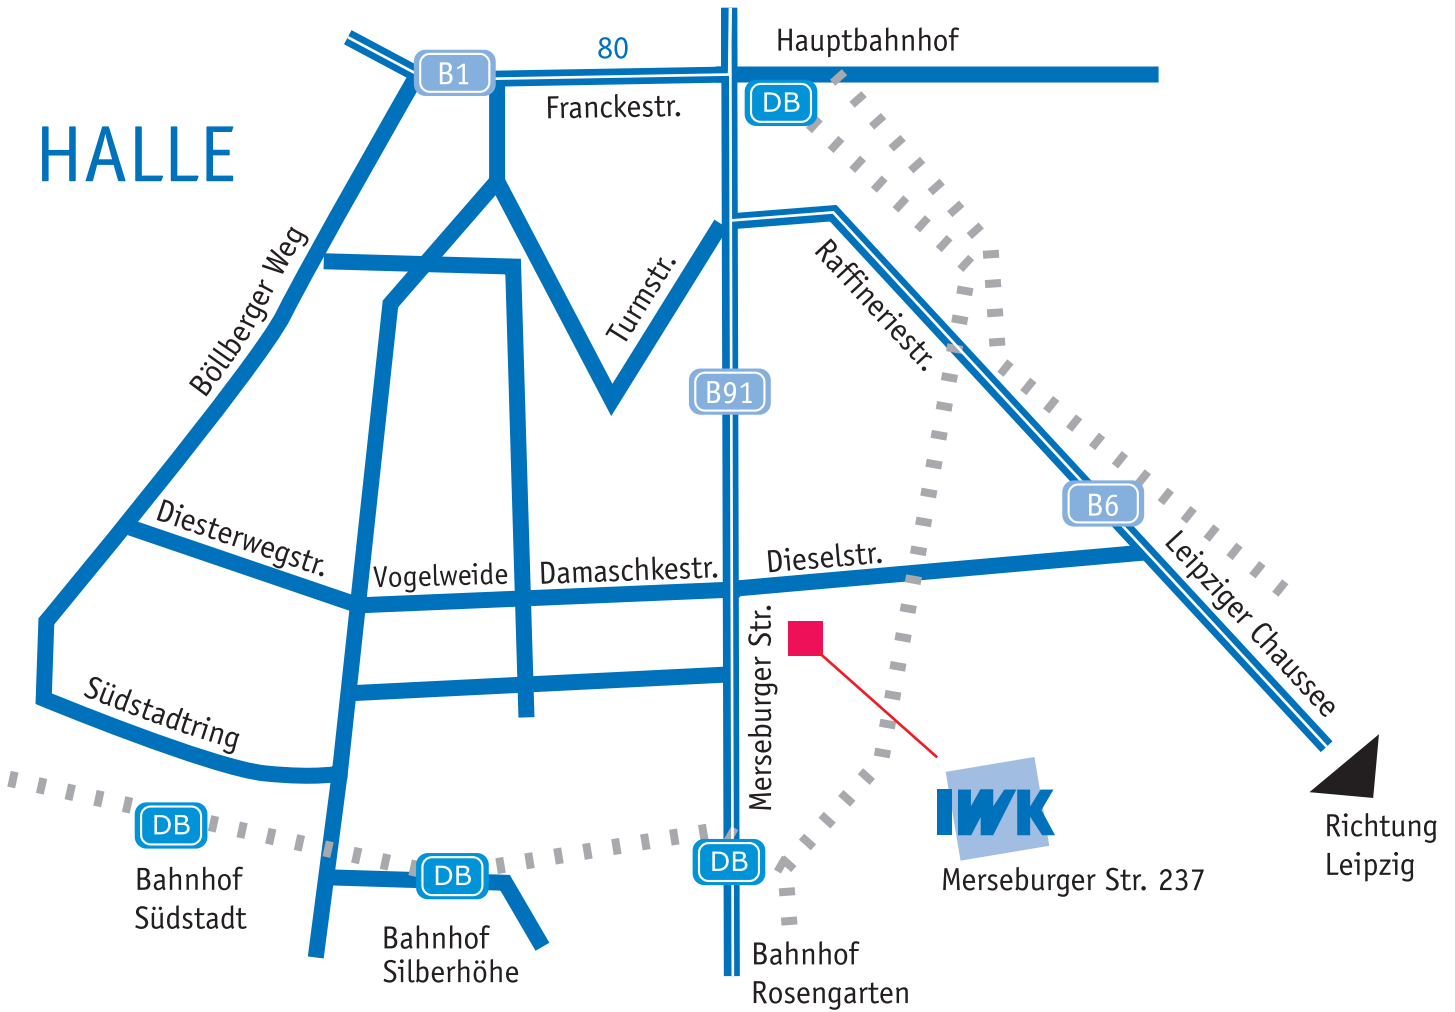 Hauptbahnhof
80
B1
DB
Franckestr.
HALLE
Böllberger Weg
Turmstr.
Raffineriestr.
B91
B6
Diesterwegstr.
Vogelweide
Damaschkestr.
Dieselstr.
Leipziger Chaussee
Merseburger Str.
Südstadtring
IWK
Merseburger Str. 237
Richtung
Leipzig
DB
Bahnhof
Südstadt
DB
Bahnhof
Silberhöhe
DB
Bahnhof
Rosengarten